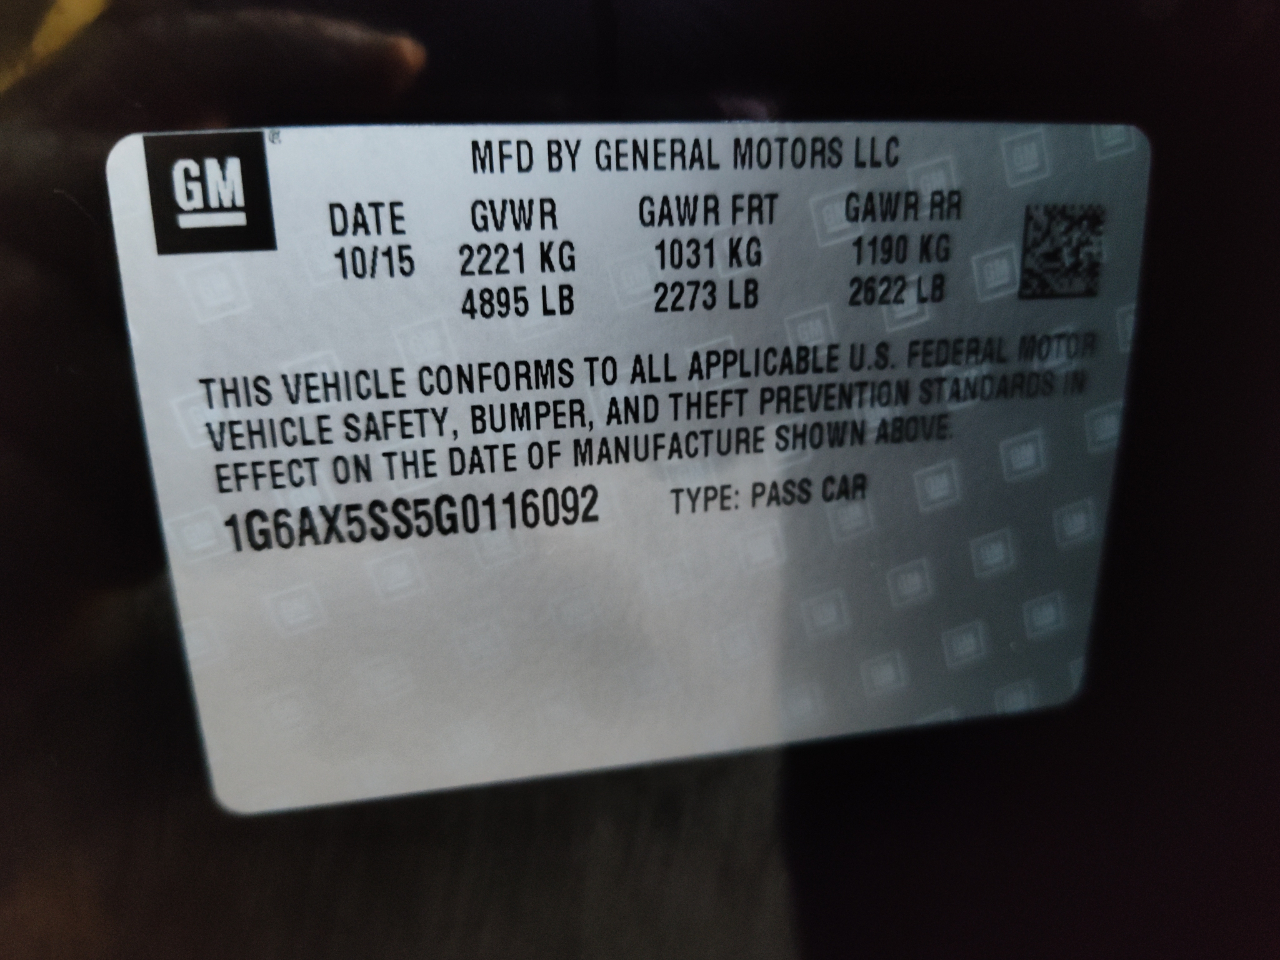 GM
MFD BY GENERAL MOTORS LLC
DATE GVWR GAWR FRT GAWR RR
10/15 2221 KG 1031 KG 1190 KG
4895 LB 2273 LB 2622 LB
THIS VEHICLE CONFORMS TO ALL APPLICABLE U.S. FEDERAL MOTOR
VEHICLE SAFETY, BUMPER, AND THEFT PREVENTION STANDARDS IN
EFFECT ON THE DATE OF MANUFACTURE SHOWN ABOVE.
1G6AX5SS5G0116092 TYPE: PASS CAR